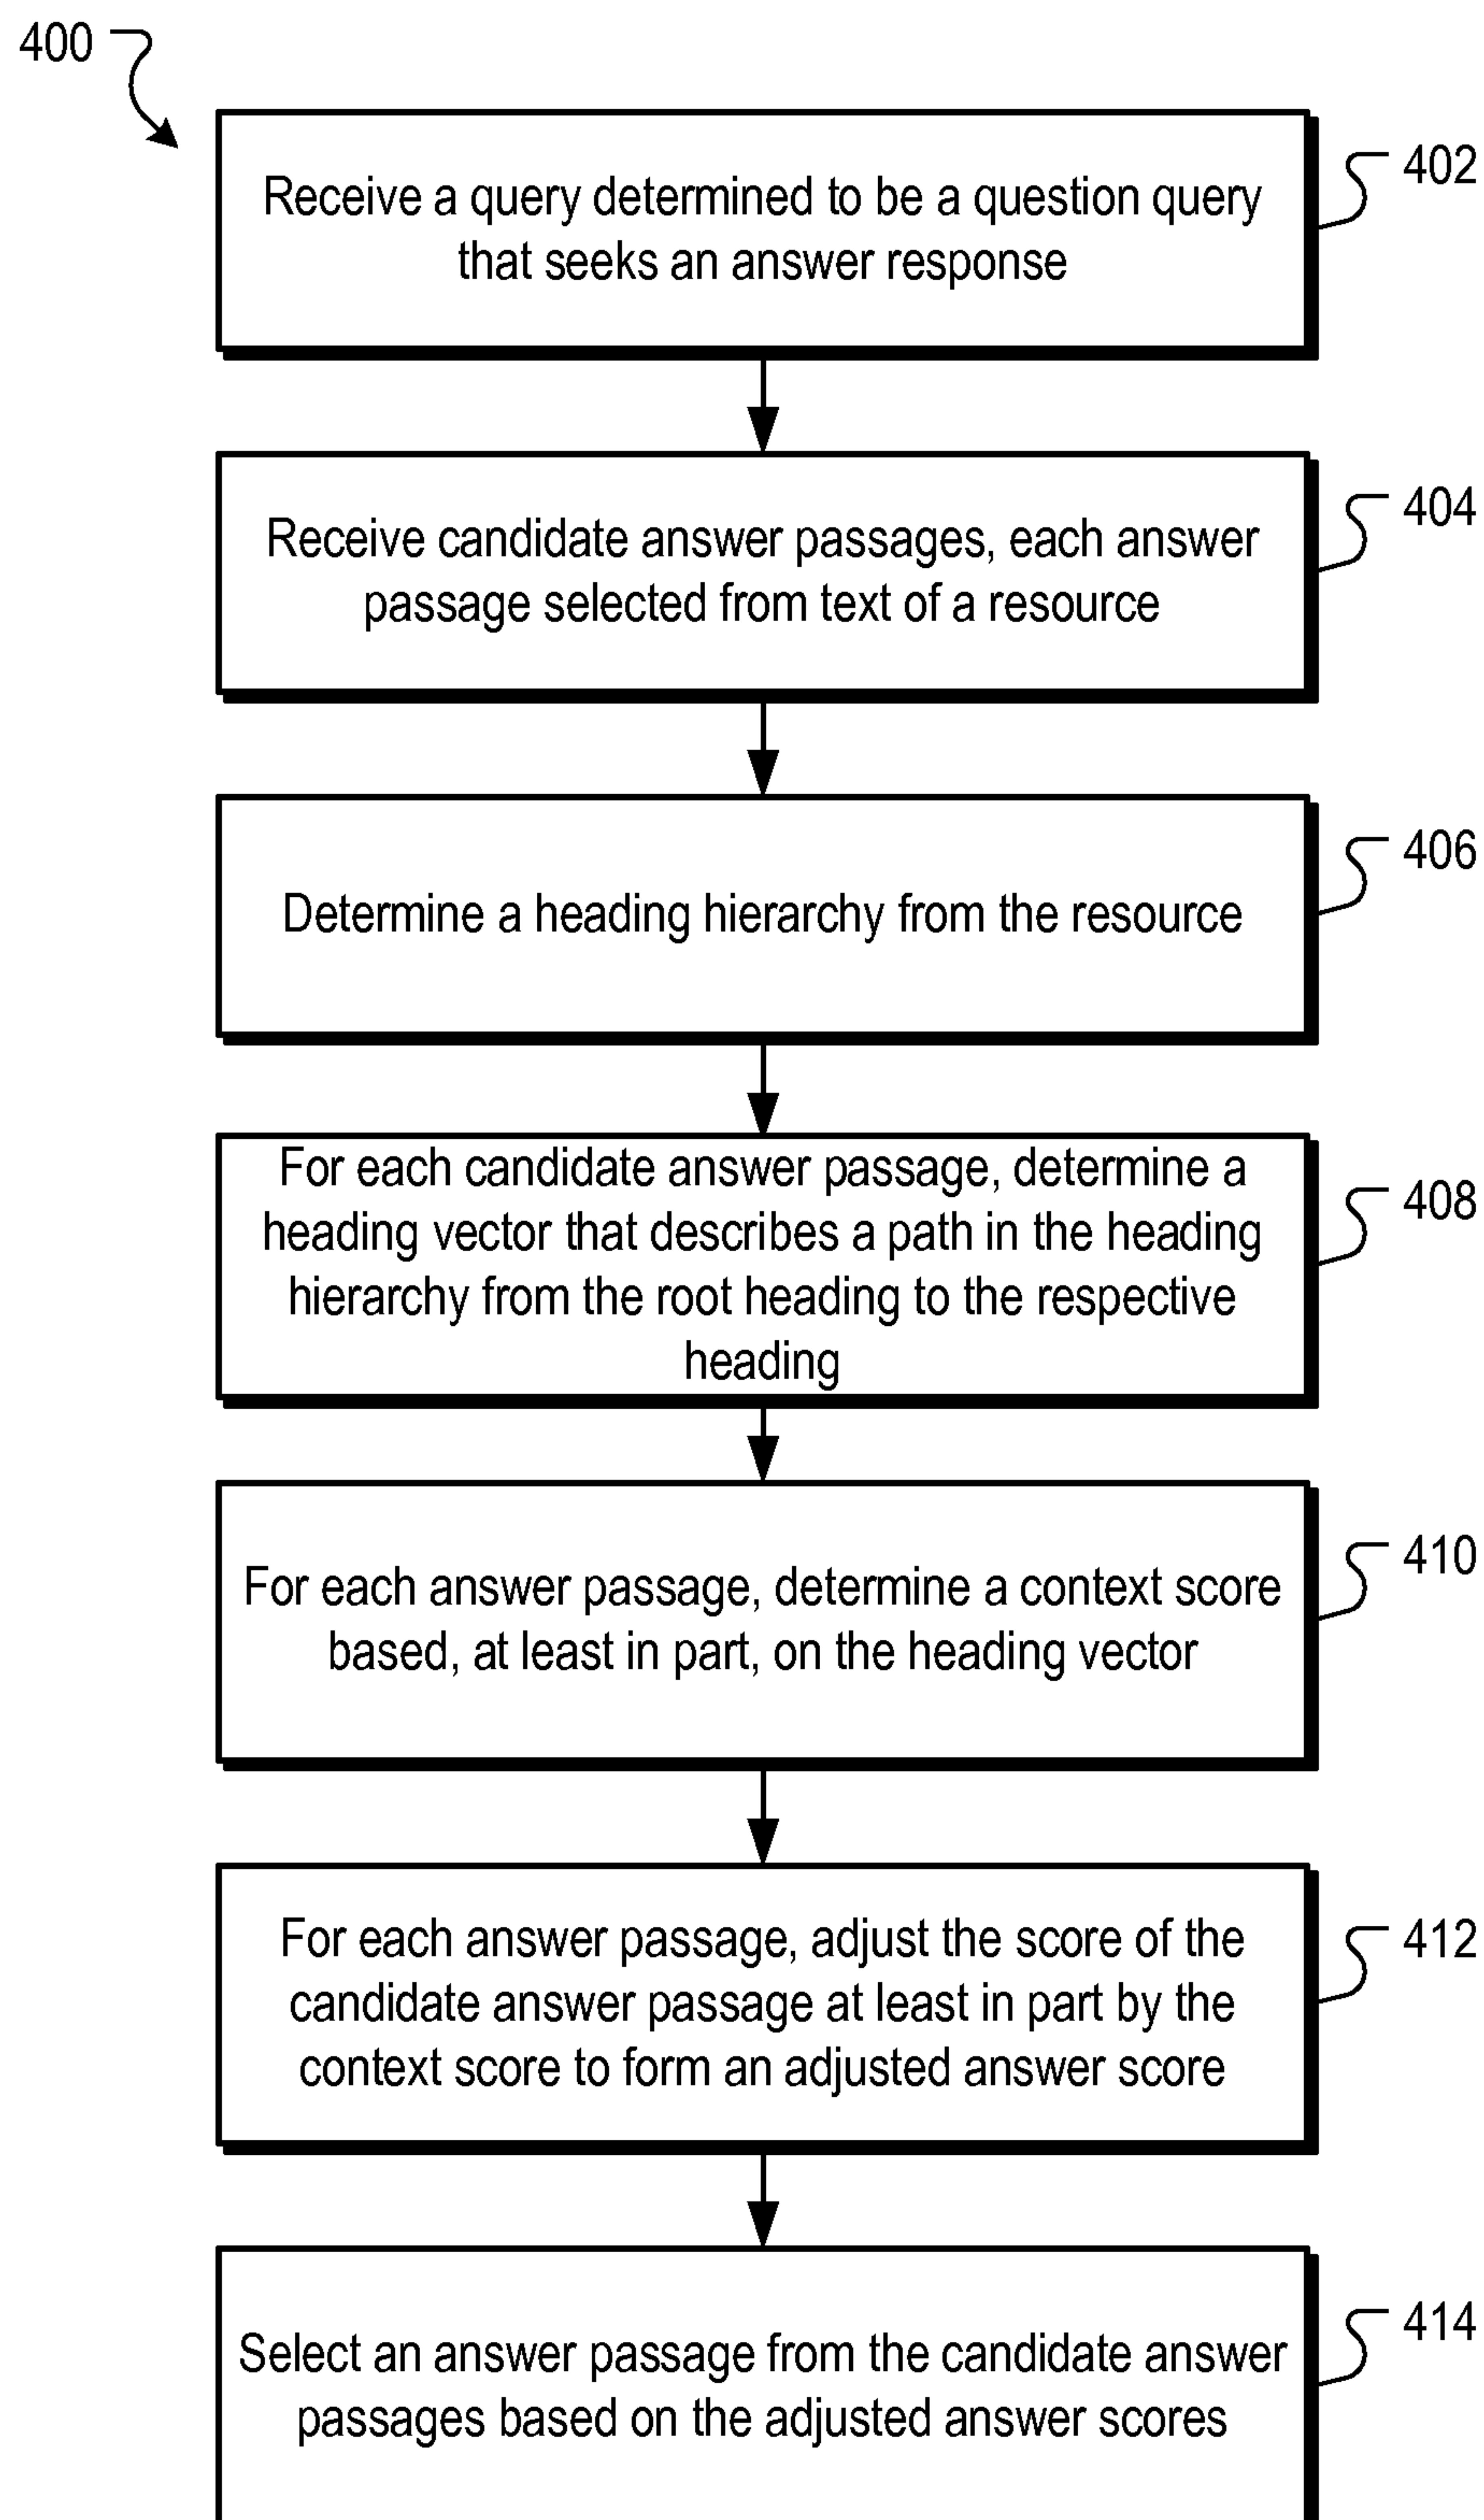 400
Receive a query determined to be a question query
that seeks an answer response
402
Receive candidate answer passages, each answer
passage selected from text of a resource
404
Determine a heading hierarchy from the resource
406
For each candidate answer passage, determine a
heading vector that describes a path in the heading
hierarchy from the root heading to the respective
heading
408
For each answer passage, determine a context score
based, at least in part, on the heading vector
410
For each answer passage, adjust the score of the
candidate answer passage at least in part by the
context score to form an adjusted answer score
412
Select an answer passage from the candidate answer
passages based on the adjusted answer scores
414